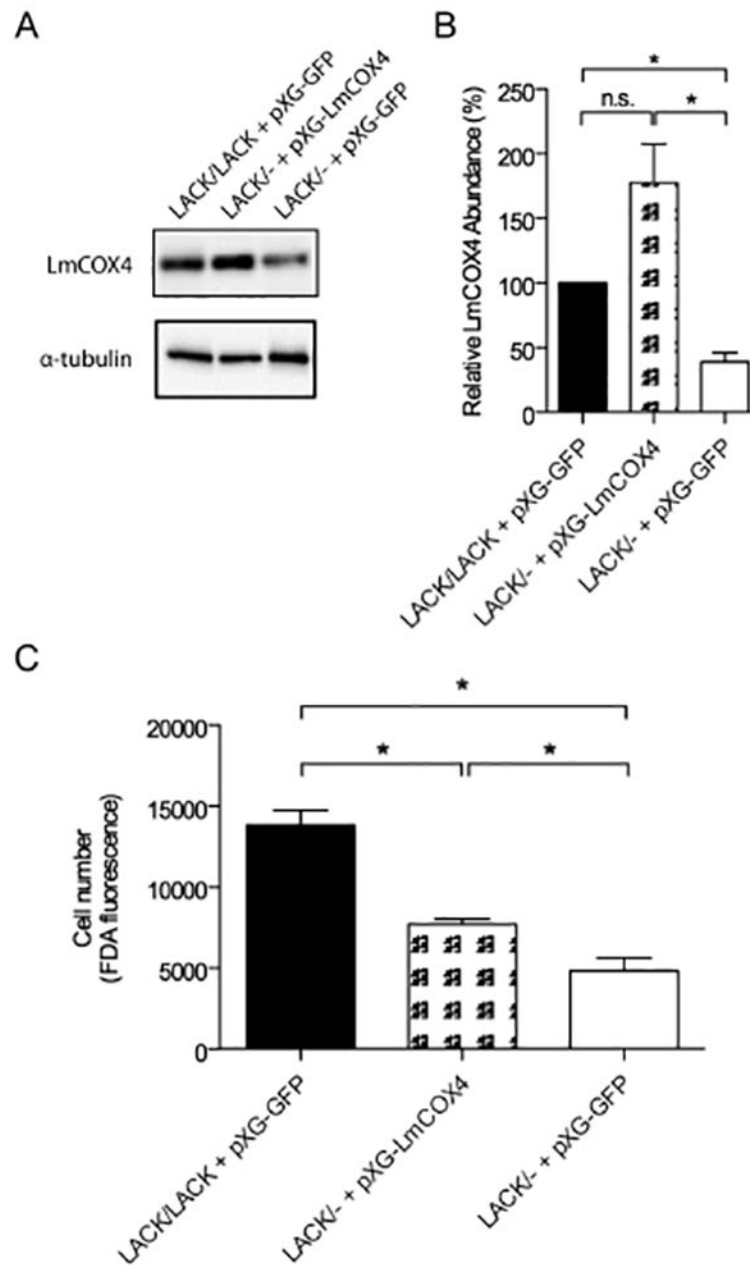 A
LACK/LACK + pXG-GFP
LACK/- + pXG-LmCOX4
LACK/- + pXG-GFP
LmCOX4
α-tubulin
B
*
n.s.
*
Relative LmCOX4 Abundance (%)
250
200
150
100
50
0
LACK/LACK + pXG-GFP
LACK/- + pXG-LmCOX4
LACK/- + pXG-GFP
C
*
*
*
Cell number
(FDA fluorescence)
20000
15000
10000
5000
0
LACK/LACK + pXG-GFP
LACK/- + pXG-LmCOX4
LACK/- + pXG-GFP